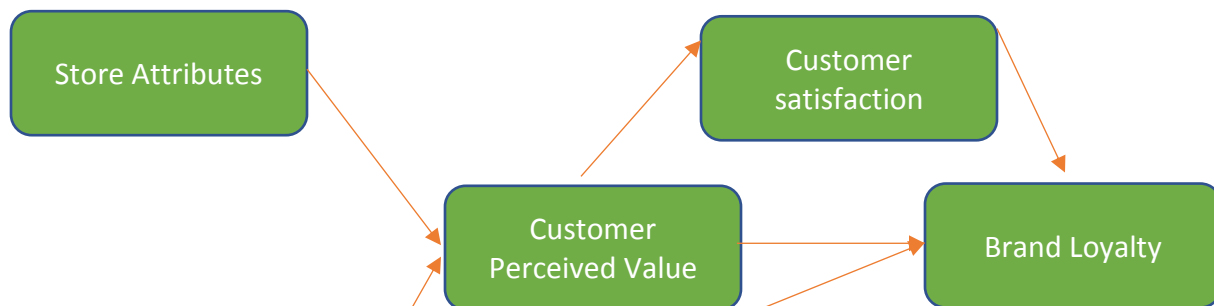 Store Attributes
Customer
satisfaction
Customer
Perceived Value
Brand Loyalty